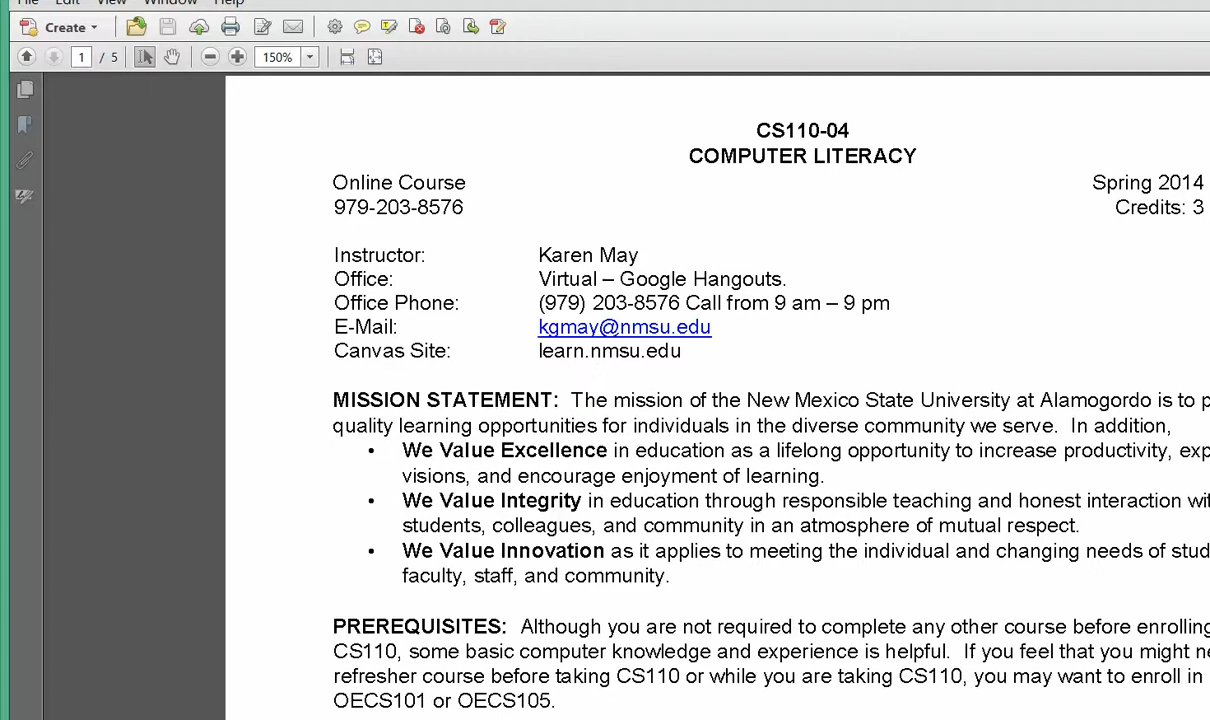 File Edit View Window Help
Create
1 / 5 150%
CS110-04
COMPUTER LITERACY
Online Course Spring 2014
979-203-8576 Credits: 3
Instructor: Karen May
Office: Virtual – Google Hangouts.
Office Phone: (979) 203-8576 Call from 9 am – 9 pm
E-Mail: kgmay@nmsu.edu
Canvas Site: learn.nmsu.edu
MISSION STATEMENT: The mission of the New Mexico State University at Alamogordo is to p
quality learning opportunities for individuals in the diverse community we serve. In addition,
• We Value Excellence in education as a lifelong opportunity to increase productivity, exp
visions, and encourage enjoyment of learning.
• We Value Integrity in education through responsible teaching and honest interaction wit
students, colleagues, and community in an atmosphere of mutual respect.
• We Value Innovation as it applies to meeting the individual and changing needs of stud
faculty, staff, and community.
PREREQUISITES: Although you are not required to complete any other course before enrolling
CS110, some basic computer knowledge and experience is helpful. If you feel that you might ne
refresher course before taking CS110 or while you are taking CS110, you may want to enroll in
OECS101 or OECS105.